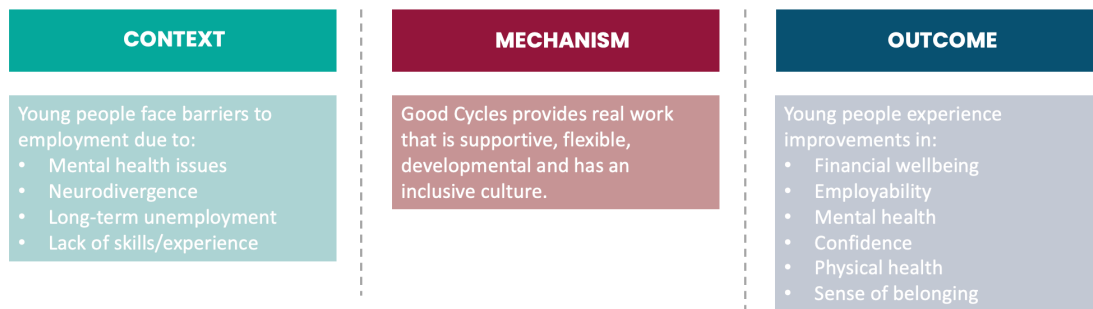 CONTEXT
Young people face barriers to
employment due to:
• Mental health issues
• Neurodivergence
• Long-term unemployment
• Lack of skills/experience
MECHANISM
Good Cycles provides real work
that is supportive, flexible,
developmental and has an
inclusive culture.
OUTCOME
Young people experience
improvements in:
• Financial wellbeing
• Employability
• Mental health
• Confidence
• Physical health
• Sense of belonging